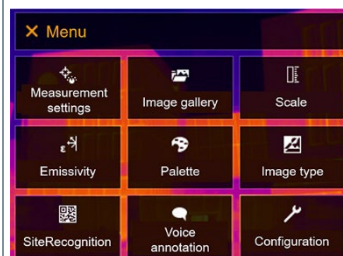 Menu
Measurement
settings
Image gallery
Scale
ε
Emissivity
Palette
Image type
SiteRecognition
Voice
annotation
Configuration